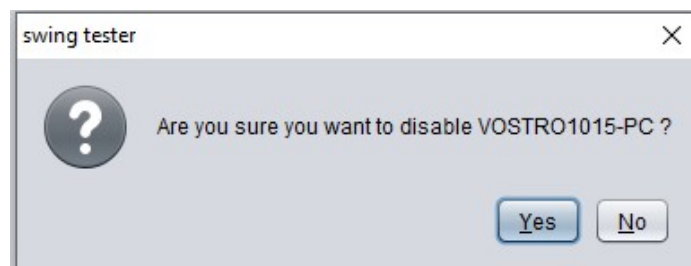 swing tester
Are you sure you want to disable VOSTRO1015-PC ?
Yes No